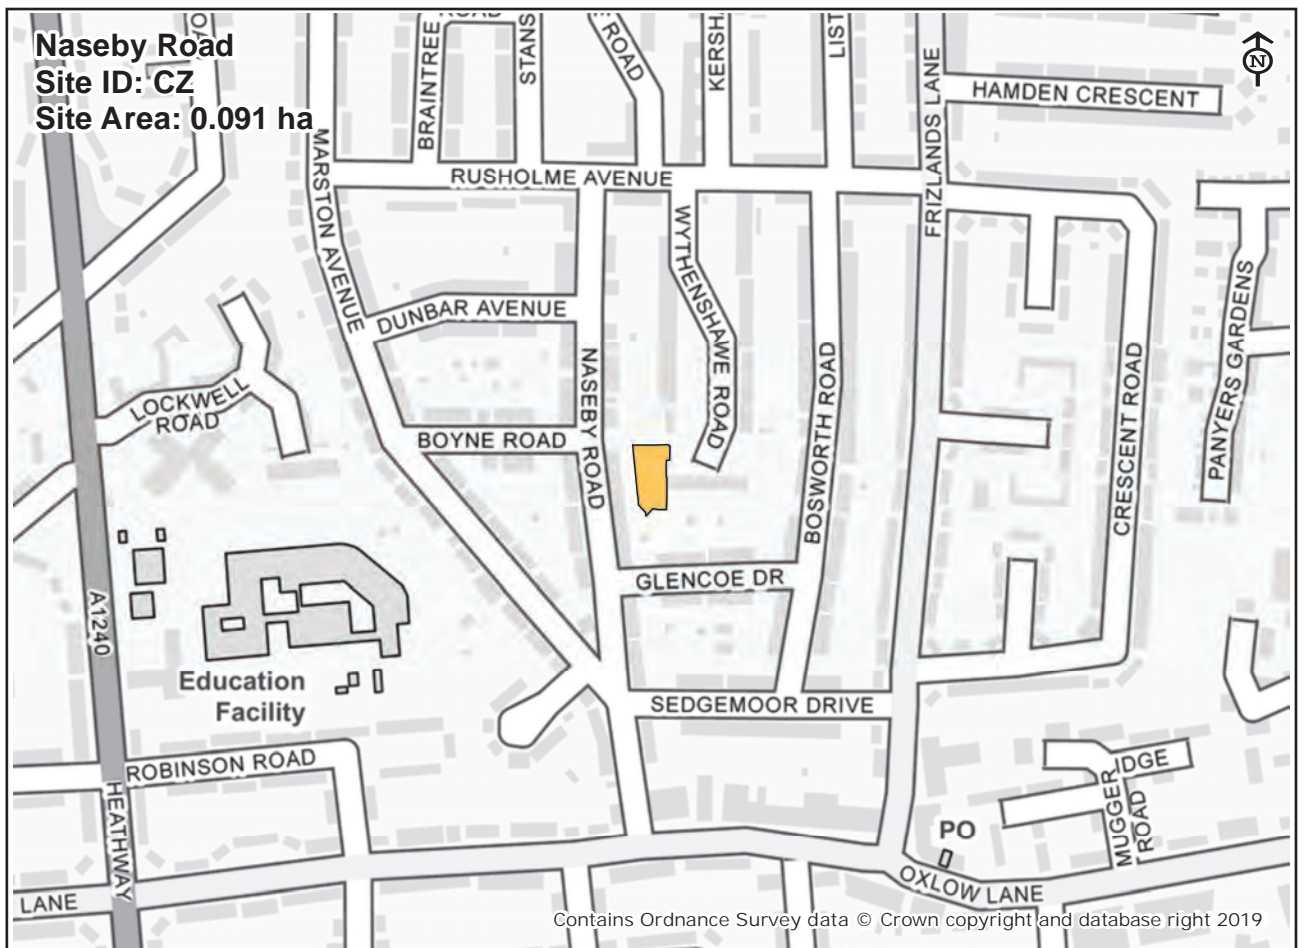 Naseby Road
Site ID: CZ
Site Area: 0.091 ha
N
ROAD
BRAINTREE
STANS
ROAD
KERSH
LIST
FRIZLANDS LANE
HAMDEN CRESCENT
MARSTON AVENUE
RUSHOLME AVENUE
WYTHENSHAWE ROAD
DUNBAR AVENUE
NASEBY ROAD
BOSWORTH ROAD
CRESCENT ROAD
PANYERS GARDENS
LOCKWELL
ROAD
BOYNE ROAD
GLENCOE DR
A1240
Education
Facility
SEDGEMOOR DRIVE
ROBINSON ROAD
HEATHWAY
MUGGERIDGE
ROAD
PO
OXLOW LANE
LANE
Contains Ordnance Survey data © Crown copyright and database right 2019